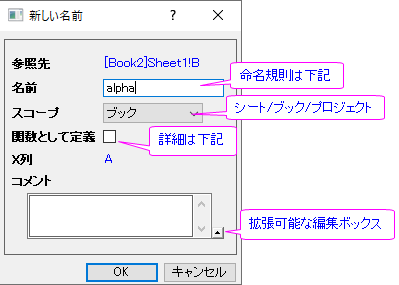 新しい名前
参照先 [Book2]Sheet1!B
名前 alpha 命名規則は下記
スコープ ブック シート/ブック/プロジェクト
関数として定義 詳細は下記
X列 A
コメント
拡張可能な編集ボックス
OK キャンセル